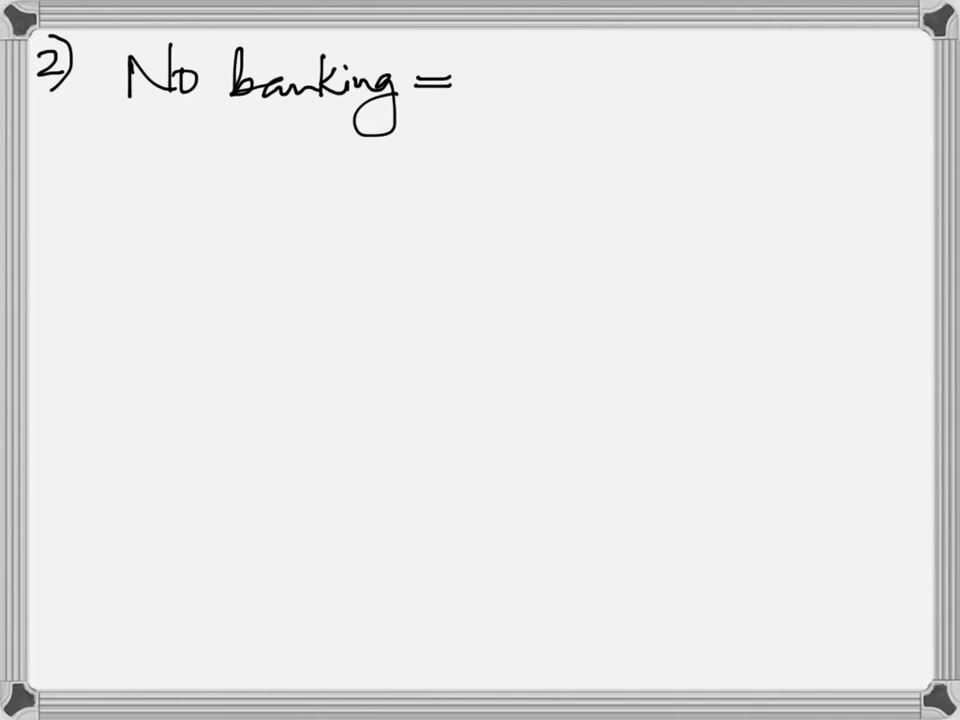 2) No banking =